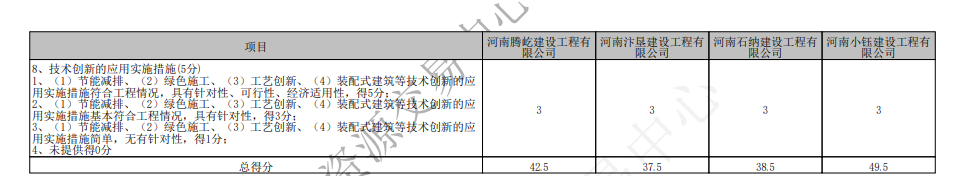 项目
河南腾屹建设工程有限公司
河南汴垦建设工程有限公司
河南石纳建设工程有限公司
河南小钰建设工程有限公司
8、技术创新的应用实施措施(5分)
1、（1）节能减排、（2）绿色施工、（3）工艺创新、（4）装配式建筑等技术创新的应
用实施措施符合工程情况，具有针对性、可行性、经济适用性，得5分；
2、（1）节能减排、（2）绿色施工、（3）工艺创新、（4）装配式建筑等技术创新的应
用实施措施基本符合工程情况，具有针对性，得3分；
3、（1）节能减排、（2）绿色施工、（3）工艺创新、（4）装配式建筑等技术创新的应
用实施措施简单，无有针对性，得1分；
4、未提供得0分
3 3 3 3
总得分 42.5 37.5 38.5 49.5
资源交易中心
中心